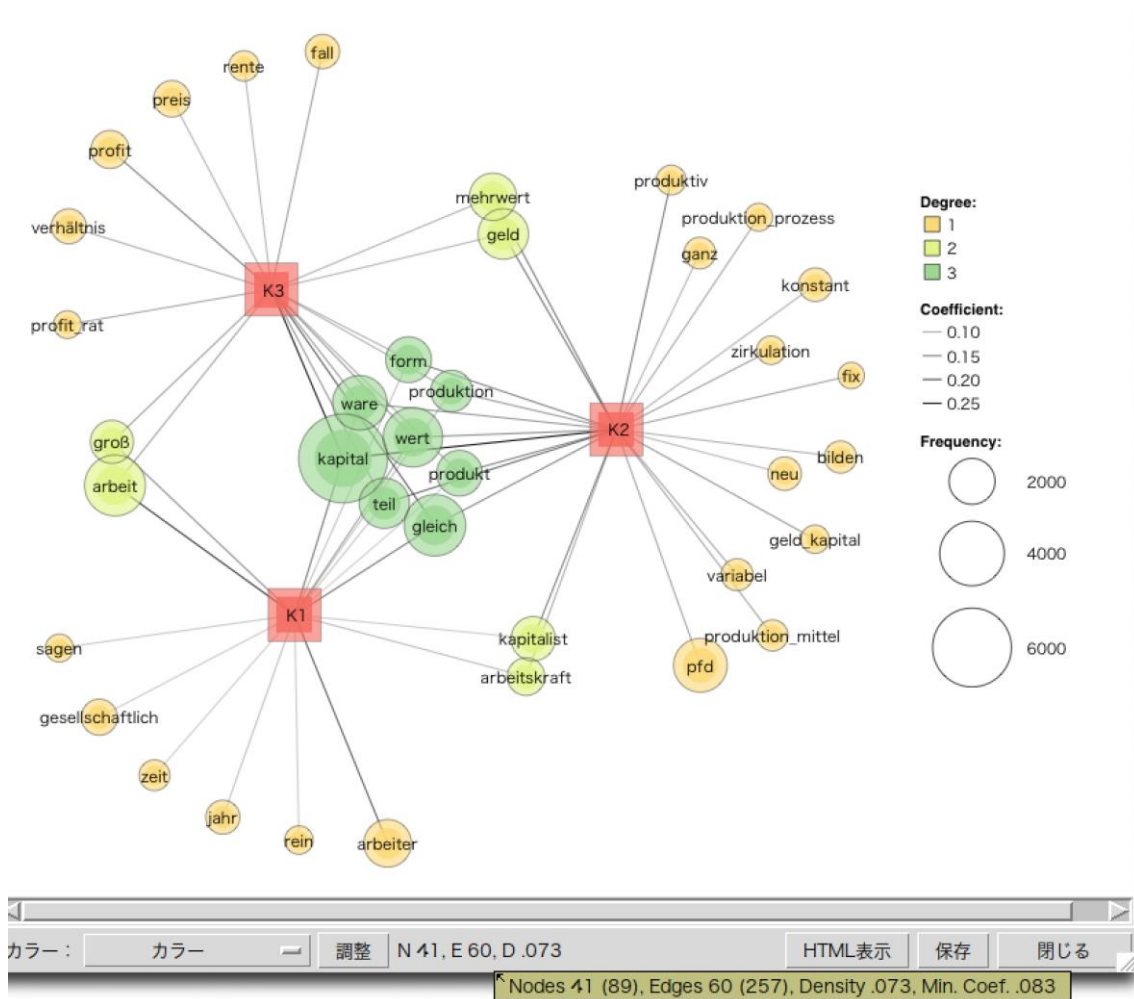 fall
rente
preis
profit
verhältnis
profit_rat
K3
mehrwert
geld
produktiv
produktion_prozess
ganz
konstant
zirkulation
fix
K2
bilden
neu
geld_kapital
variabel
produktion_mittel
pfd
form
produktion
ware
wert
kapital
produkt
teil
gleich
groß
arbeit
K1
kapitalist
arbeitskraft
sagen
gesellschaftlich
zeit
jahr
rein
arbeiter
Degree:
1
2
3
Coefficient:
0.10
0.15
0.20
0.25
Frequency:
2000
4000
6000
カラー： カラー 調整 N 41, E 60, D .073 HTML表示 保存 閉じる
Nodes 41 (89), Edges 60 (257), Density .073, Min. Coef. .083